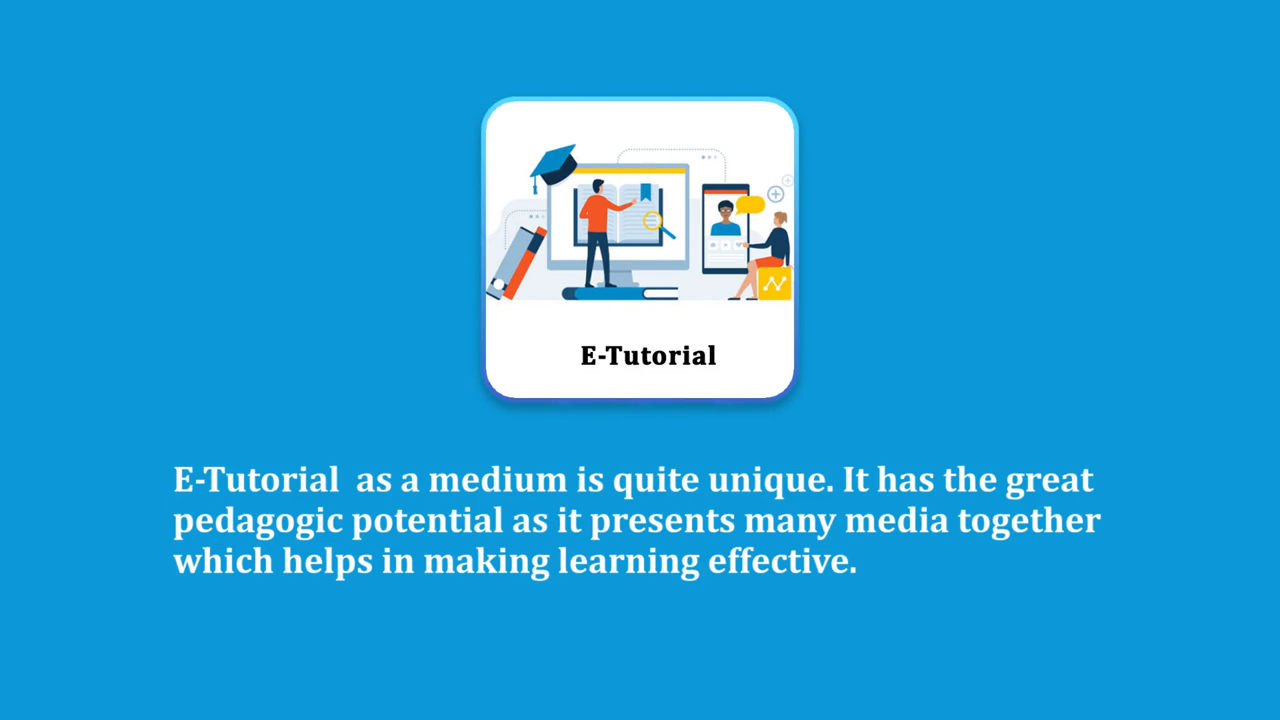 E-Tutorial
E-Tutorial as a medium is quite unique. It has the great
pedagogic potential as it presents many media together
which helps in making learning effective.